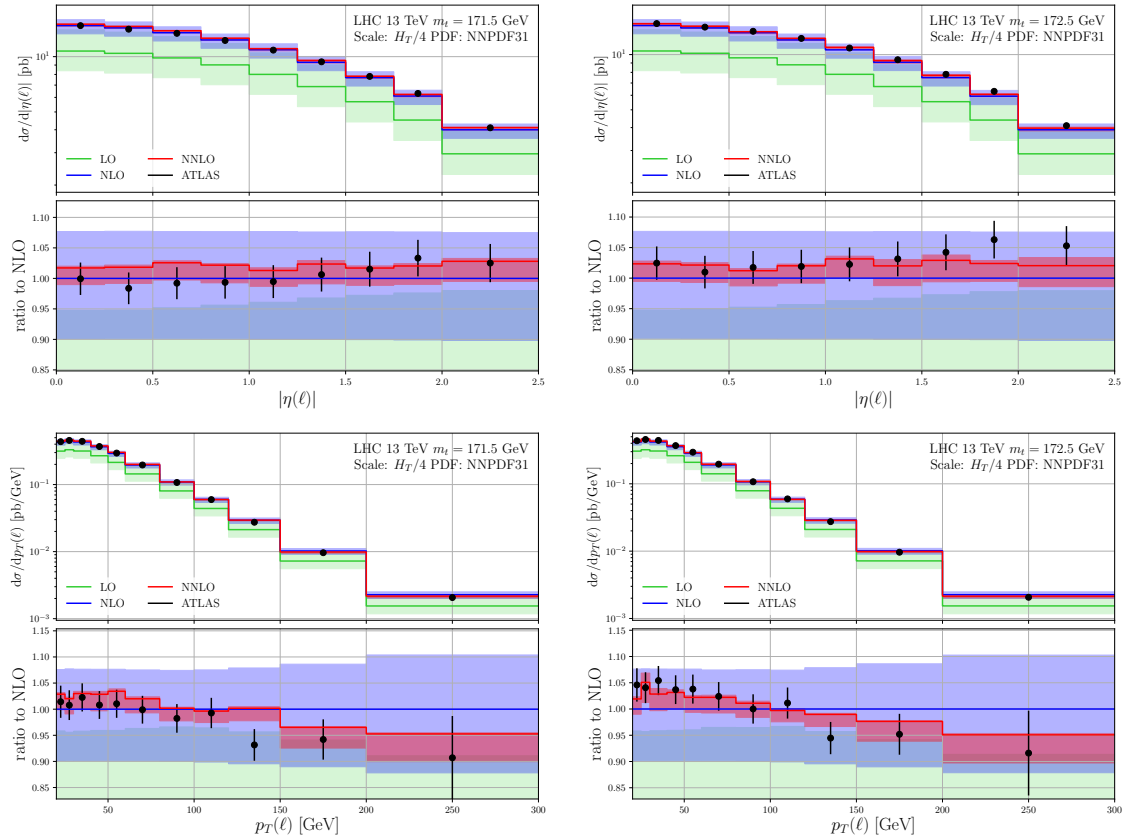 LHC 13 TeV m_t = 171.5 GeV
Scale: H_T/4 PDF: NNPDF31
dσ/d|η(ℓ)| [pb]
10¹
LO NNLO
NLO ATLAS
ratio to NLO
1.10
1.05
1.00
0.95
0.90
0.85
0.0 0.5 1.0 1.5 2.0 2.5
|η(ℓ)|
LHC 13 TeV m_t = 172.5 GeV
Scale: H_T/4 PDF: NNPDF31
dσ/d|η(ℓ)| [pb]
10¹
LO NNLO
NLO ATLAS
ratio to NLO
1.10
1.05
1.00
0.95
0.90
0.85
0.0 0.5 1.0 1.5 2.0 2.5
|η(ℓ)|
LHC 13 TeV m_t = 171.5 GeV
Scale: H_T/4 PDF: NNPDF31
dσ/dp_T(ℓ) [pb/GeV]
10⁻¹
10⁻²
10⁻³
LO NNLO
NLO ATLAS
ratio to NLO
1.15
1.10
1.05
1.00
0.95
0.90
0.85
50 100 150 200 250 300
p_T(ℓ) [GeV]
LHC 13 TeV m_t = 172.5 GeV
Scale: H_T/4 PDF: NNPDF31
dσ/dp_T(ℓ) [pb/GeV]
10⁻¹
10⁻²
10⁻³
LO NNLO
NLO ATLAS
ratio to NLO
1.15
1.10
1.05
1.00
0.95
0.90
0.85
50 100 150 200 250 300
p_T(ℓ) [GeV]